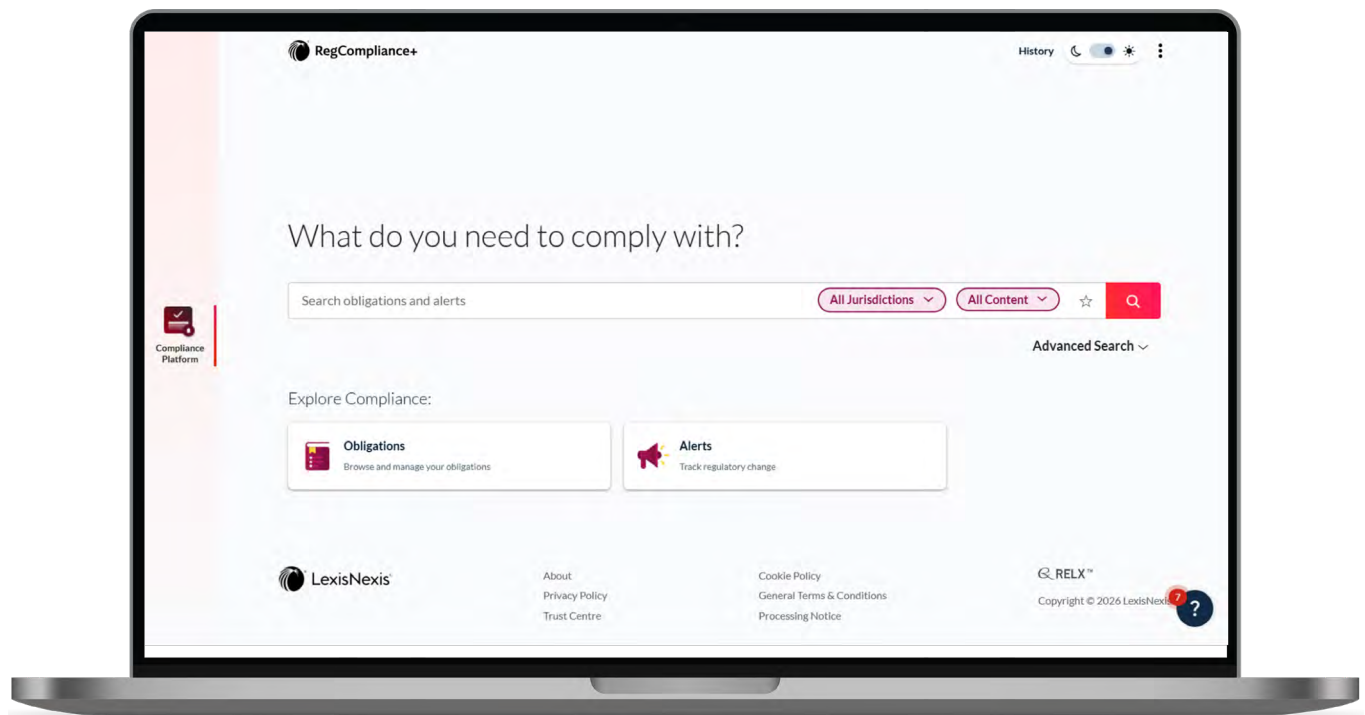 RegCompliance+
History
What do you need to comply with?
Search obligations and alerts
All Jurisdictions
All Content
Advanced Search
Compliance
Platform
Explore Compliance:
Obligations
Browse and manage your obligations
Alerts
Track regulatory change
LexisNexis
About
Privacy Policy
Trust Centre
Cookie Policy
General Terms & Conditions
Processing Notice
RELX™
Copyright © 2026 LexisNexis
7
?